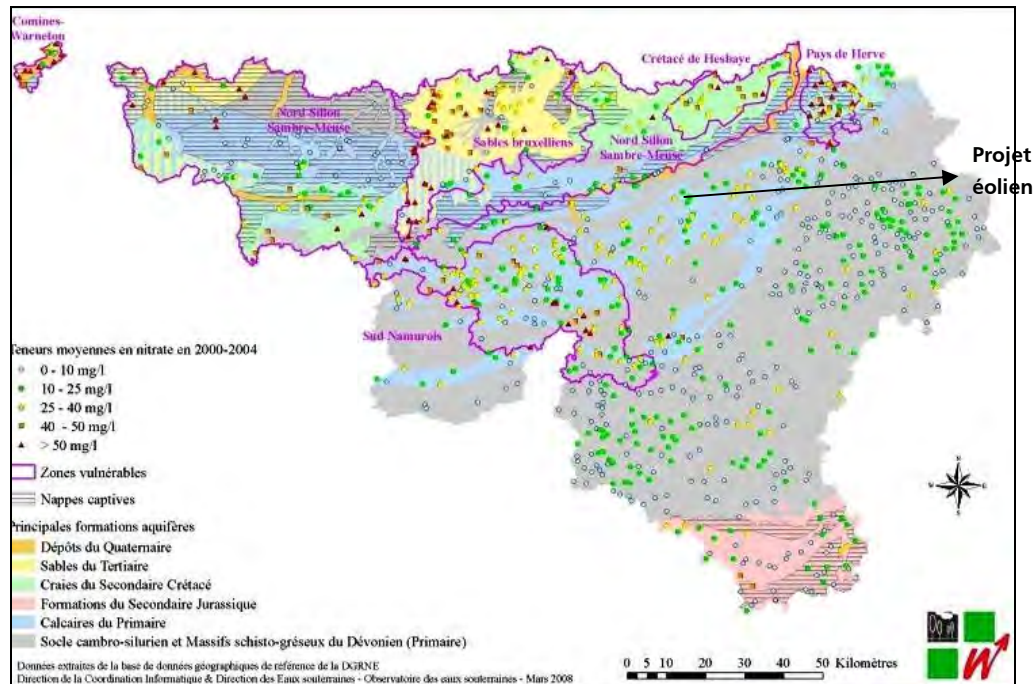 Comines-
Warneton
Crétacé de Hesbaye
Pays de Herve
Nord Sillon
Sambre-Meuse
Sables bruxelliens
Nord Sillon
Sambre-Meuse
Projet
éolien
Sud Namurois
Teneurs moyennes en nitrate en 2000-2004
0 - 10 mg/l
10 - 25 mg/l
25 - 40 mg/l
40 - 50 mg/l
> 50 mg/l
Zones vulnérables
Nappes captives
Principales formations aquifères
Dépôts du Quaternaire
Sables du Tertiaire
Craies du Secondaire Crétacé
Formations du Secondaire Jurassique
Calcaires du Primaire
Socle cambro-silurien et Massifs schisto-gréseux du Dévonien (Primaire)
Données extraites de la base de données géographiques de référence de la DGRNE
Direction de la Coordination Informatique & Direction des Eaux souterraines - Observatoire des eaux souterraines - Mars 2008
0 5 10 20 30 40 50 Kilomètres